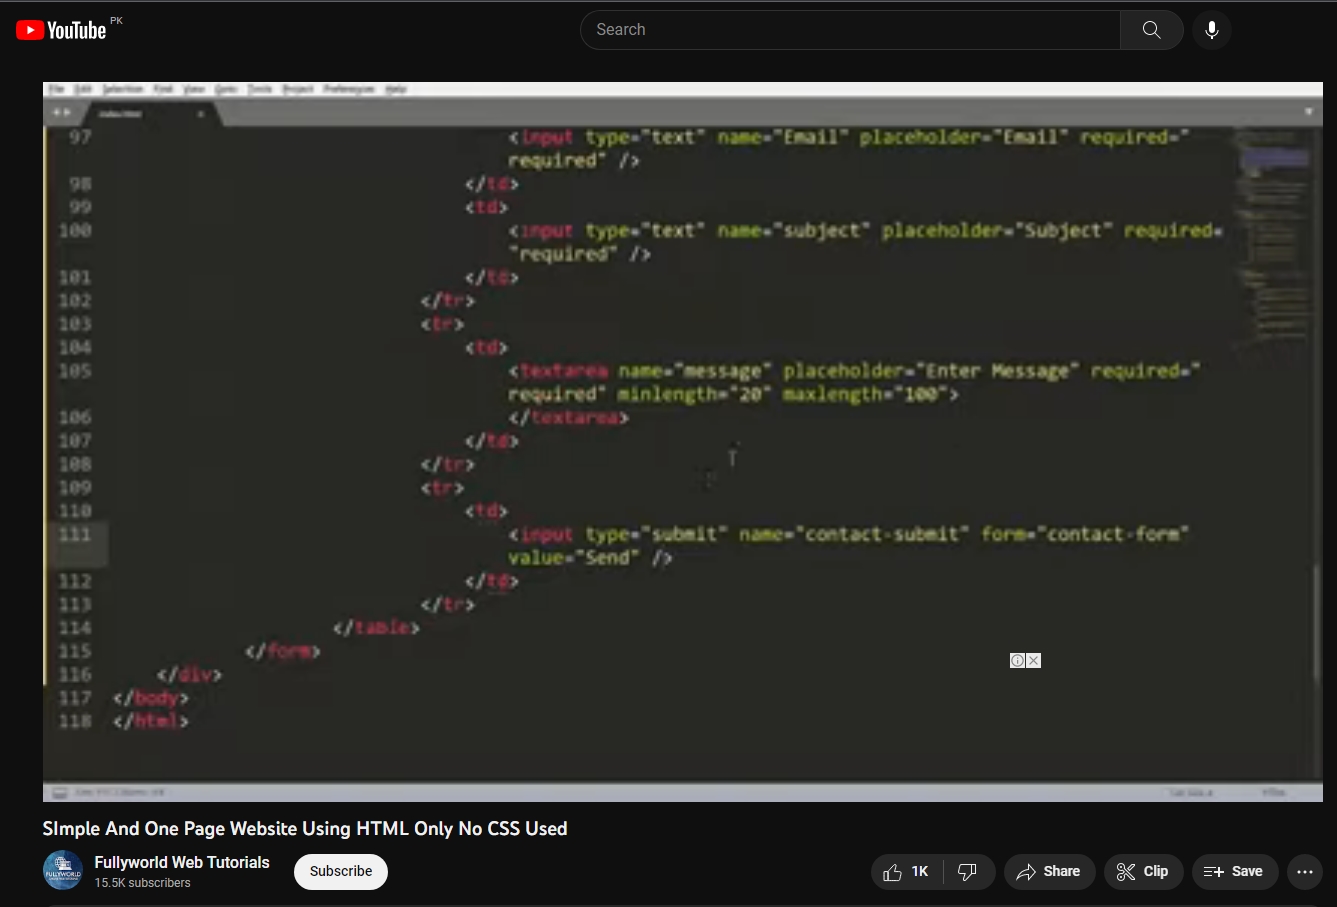 YouTube PK
Search
File Edit Selection Find View Goto Tools Project Preferences Help
index.html
97 <input type="text" name="Email" placeholder="Email" required="
required" />
98 </td>
99 <td>
100 <input type="text" name="subject" placeholder="Subject" required=
"required" />
101 </td>
102 </tr>
103 <tr>
104 <td>
105 <textarea name="message" placeholder="Enter Message" required="
required" minlength="20" maxlength="100">
106 </textarea>
107 </td>
108 </tr>
109 <tr>
110 <td>
111 <input type="submit" name="contact-submit" form="contact-form"
value="Send" />
112 </td>
113 </tr>
114 </table>
115 </form>
116 </div>
117 </body>
118 </html>
SImple And One Page Website Using HTML Only No CSS Used
FULLYWORLD
Fullyworld Web Tutorials
15.5K subscribers
Subscribe
1K
Share
Clip
Save